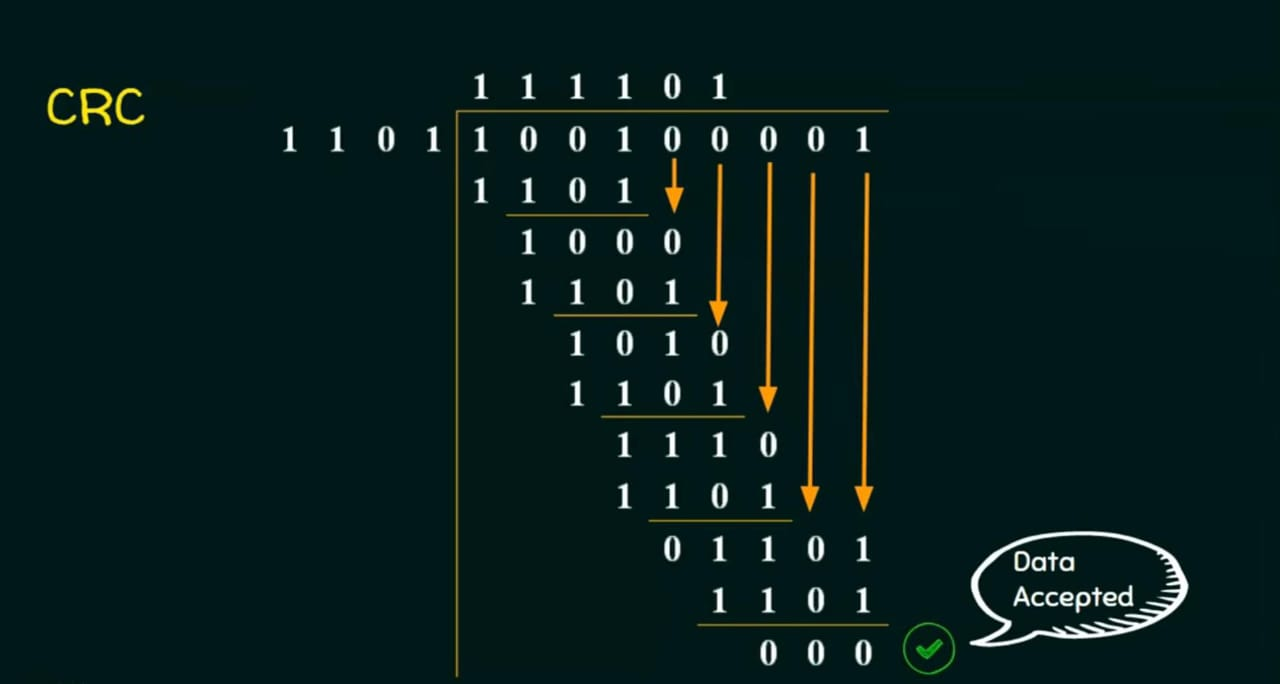 CRC
1 1 1 1 0 1
1 1 0 1 1 0 0 1 0 0 0 0 1
1 1 0 1
1 0 0 0
1 1 0 1
1 0 1 0
1 1 0 1
1 1 1 0
1 1 0 1
0 1 1 0 1
1 1 0 1
0 0 0
Data
Accepted